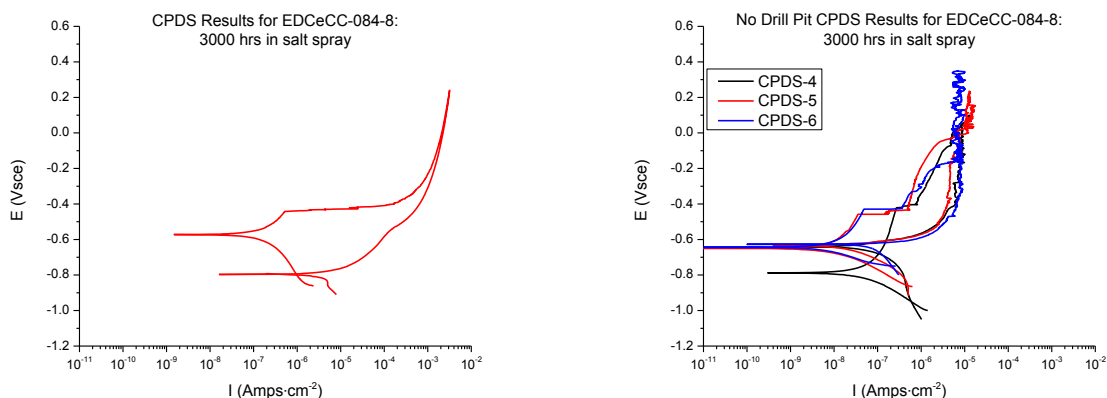 CPDS Results for EDCeCC-084-8:
3000 hrs in salt spray
0.6
0.4
0.2
0.0
-0.2
-0.4
-0.6
-0.8
-1.0
-1.2
E (Vsce)
10⁻¹¹ 10⁻¹⁰ 10⁻⁹ 10⁻⁸ 10⁻⁷ 10⁻⁶ 10⁻⁵ 10⁻⁴ 10⁻³ 10⁻²
I (Amps·cm⁻²)
No Drill Pit CPDS Results for EDCeCC-084-8:
3000 hrs in salt spray
0.6
0.4
0.2
0.0
-0.2
-0.4
-0.6
-0.8
-1.0
-1.2
E (Vsce)
CPDS-4
CPDS-5
CPDS-6
10⁻¹¹ 10⁻¹⁰ 10⁻⁹ 10⁻⁸ 10⁻⁷ 10⁻⁶ 10⁻⁵ 10⁻⁴ 10⁻³ 10⁻²
I (Amps·cm⁻²)